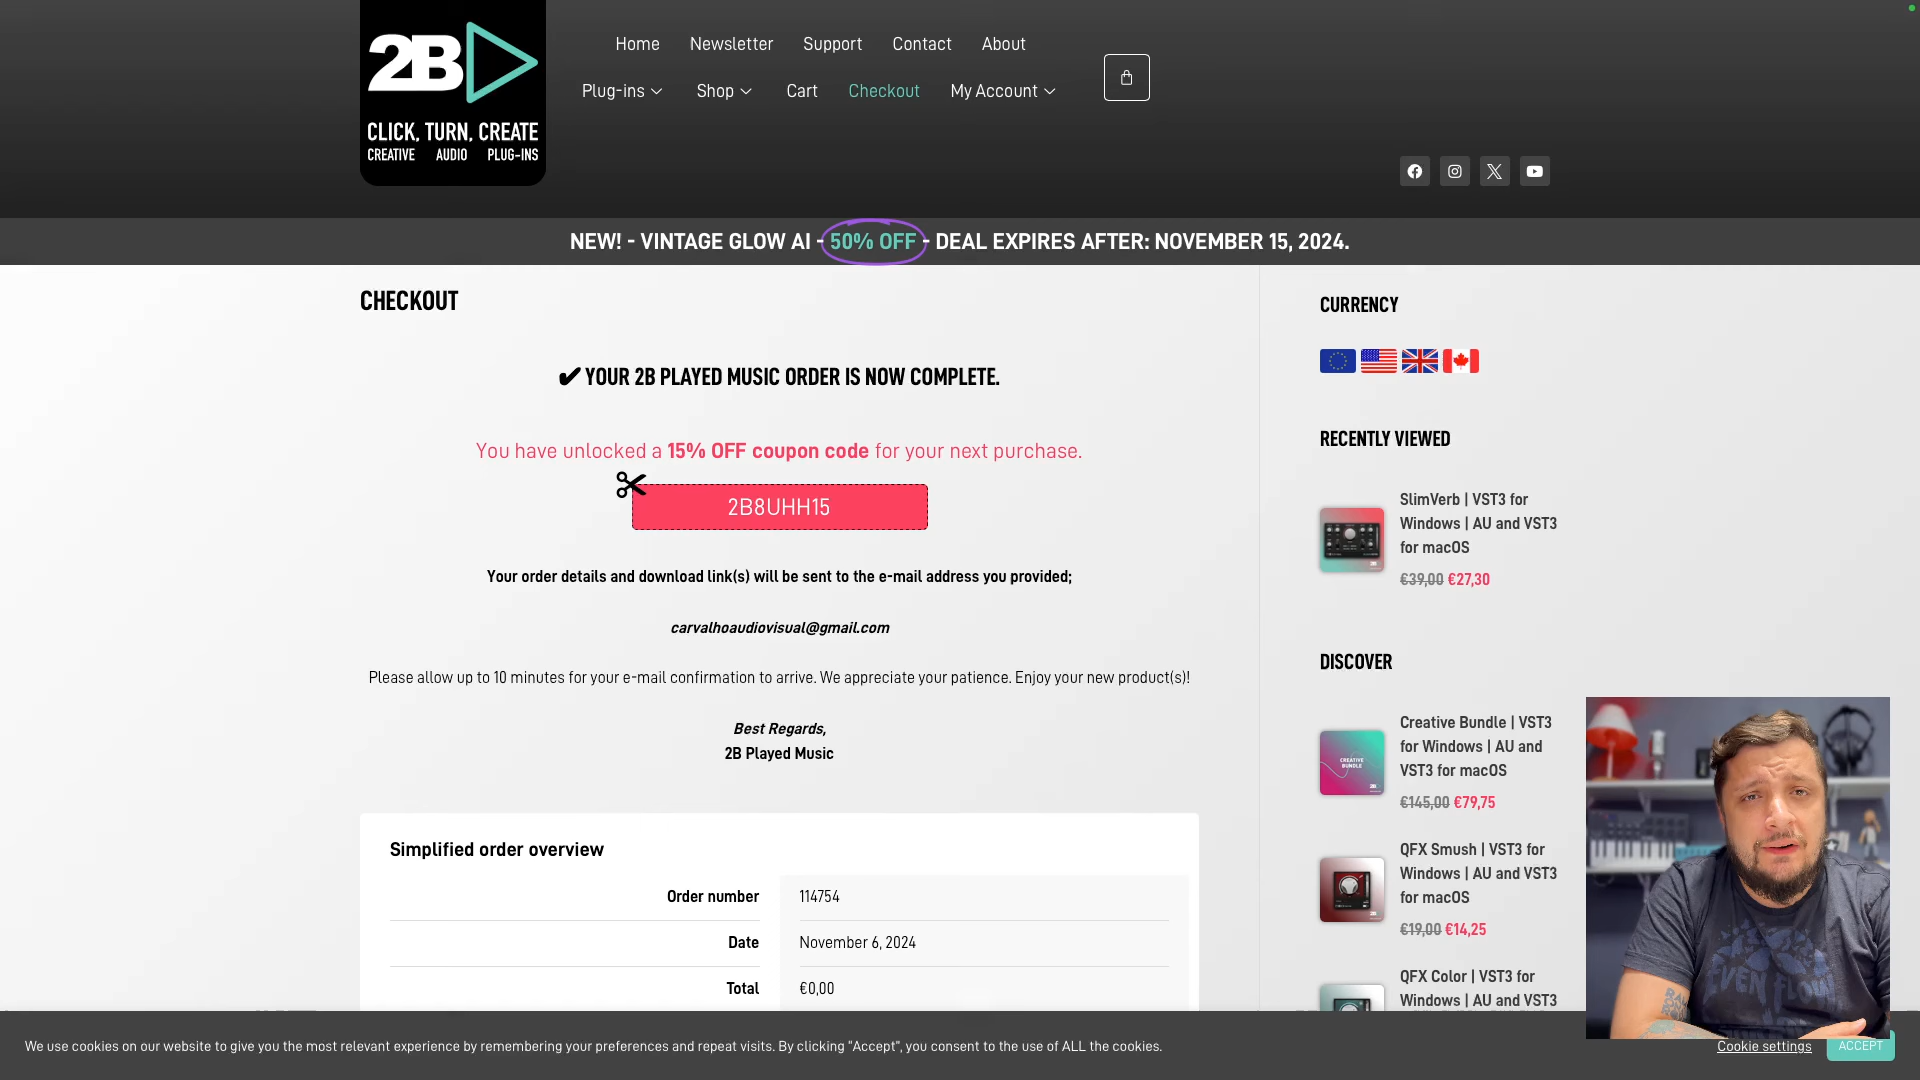 2B
CLICK, TURN, CREATE
CREATIVE AUDIO PLUG-INS
Home Newsletter Support Contact About
Plug-ins Shop Cart Checkout My Account
NEW! - VINTAGE GLOW AI - 50% OFF - DEAL EXPIRES AFTER: NOVEMBER 15, 2024.
CHECKOUT
✔ YOUR 2B PLAYED MUSIC ORDER IS NOW COMPLETE.
You have unlocked a 15% OFF coupon code for your next purchase.
2B8UHH15
Your order details and download link(s) will be sent to the e-mail address you provided;
carvalhoaudiovisual@gmail.com
Please allow up to 10 minutes for your e-mail confirmation to arrive. We appreciate your patience. Enjoy your new product(s)!
Best Regards,
2B Played Music
Simplified order overview
Order number 114754
Date November 6, 2024
Total €0,00
CURRENCY
RECENTLY VIEWED
SlimVerb | VST3 for
Windows | AU and VST3
for macOS
€39,00 €27,30
DISCOVER
CREATIVE
BUNDLE
Creative Bundle | VST3
for Windows | AU and
VST3 for macOS
€145,00 €79,75
QFX Smush | VST3 for
Windows | AU and VST3
for macOS
€19,00 €14,25
QFX Color | VST3 for
Windows | AU and VST3
EVEN FLOW
We use cookies on our website to give you the most relevant experience by remembering your preferences and repeat visits. By clicking "Accept", you consent to the use of ALL the cookies.
Cookie settings
ACCEPT